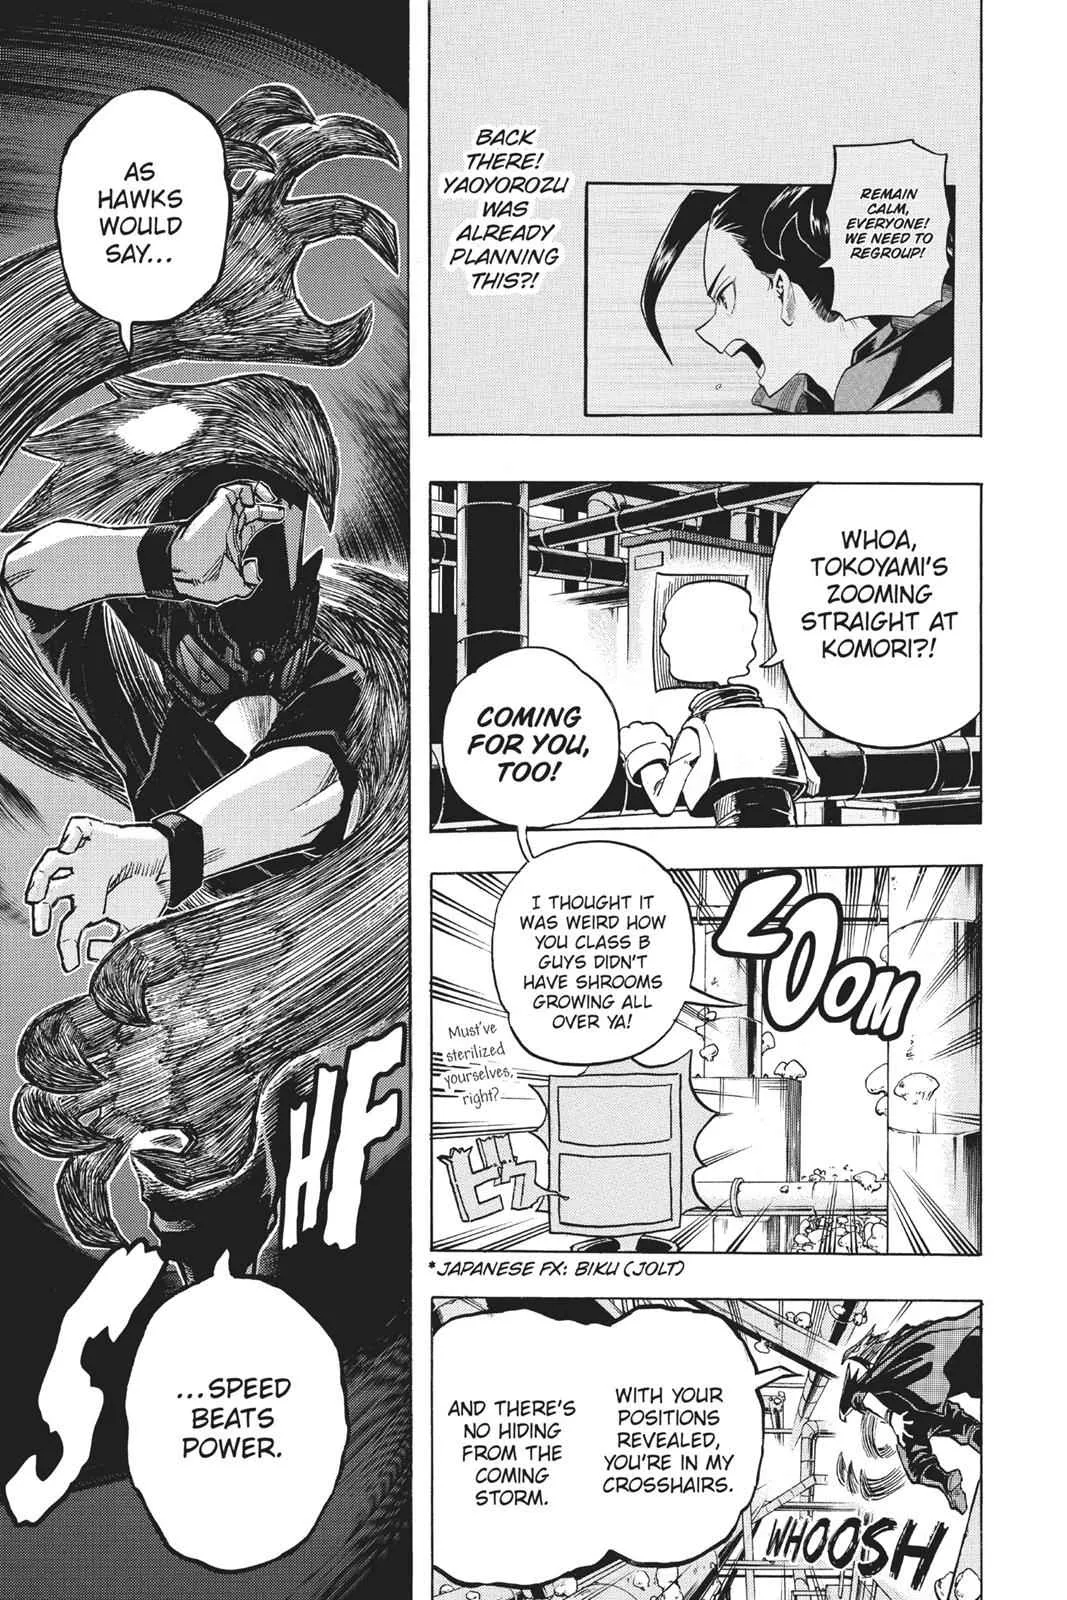 REMAIN
CALM,
EVERYONE!
WE NEED TO
REGROUP!
BACK
THERE!
YAOYOROZU
WAS
ALREADY
PLANNING
THIS?!
WHOA,
TOKOYAMI'S
ZOOMING
STRAIGHT AT
KOMORI?!
COMING
FOR YOU,
TOO!
I THOUGHT IT
WAS WEIRD HOW
YOU CLASS B
GUYS DIDN'T
HAVE SHROOMS
GROWING ALL
OVER YA!
LOOM
Must've
sterilized
yourselves,
right?
ビク
*JAPANESE FX: BIKU (JOLT)
WITH YOUR
POSITIONS
REVEALED,
YOU'RE IN MY
CROSSHAIRS.
AND THERE'S
NO HIDING
FROM THE
COMING
STORM.
WHOOSH
AS
HAWKS
WOULD
SAY...
HFS
...SPEED
BEATS
POWER.